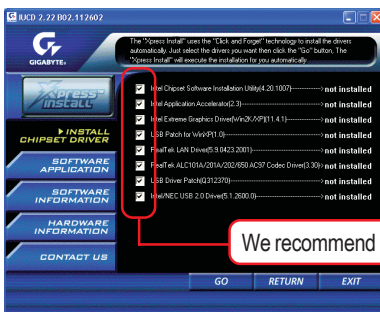 IUCD 2.22 B02.112602
GIGABYTE
The "Xpress Install" uses the "Click and Forget" technology to install the drivers
automatically. Just select the drivers you want then click the "Go" button, The
"Xpress Install" will execute the installation for you automatically
Xpress
INSTALL
Intel Chipset Software Installation Utility(4.20.1007)------------------> not installed
Intel Application Accelerator(2.3)------------------> not installed
Intel Extreme Graphics Driver(Win2K/XP)(11.4.1)------------------> not installed
USB Patch for WinXP(1.0)------------------> not installed
RealTek LAN Driver(5.9.0423.2001)------------------> not installed
RealTek ALC101A/201A/202/650 AC97 Codec Driver(3.30)-> not installed
USB Driver Patch(Q312370)------------------> not installed
Intel/NEC USB 2.0 Driver(5.1.2600.0)------------------> not installed
INSTALL
CHIPSET DRIVER
SOFTWARE
APPLICATION
SOFTWARE
INFORMATION
HARDWARE
INFORMATION
CONTACT US
We recommend
GO
RETURN
EXIT